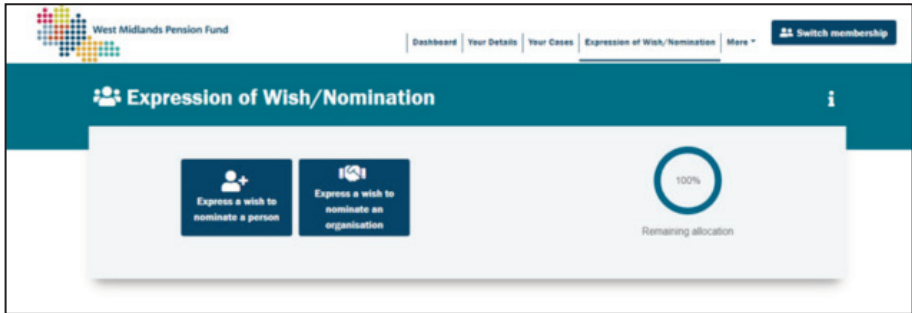 West Midlands Pension Fund
Dashboard Your Details Your Cases Expression of Wish/Nomination More Switch membership
Expression of Wish/Nomination i
Express a wish to
nominate a person
Express a wish to
nominate an
organisation
100%
Remaining allocation